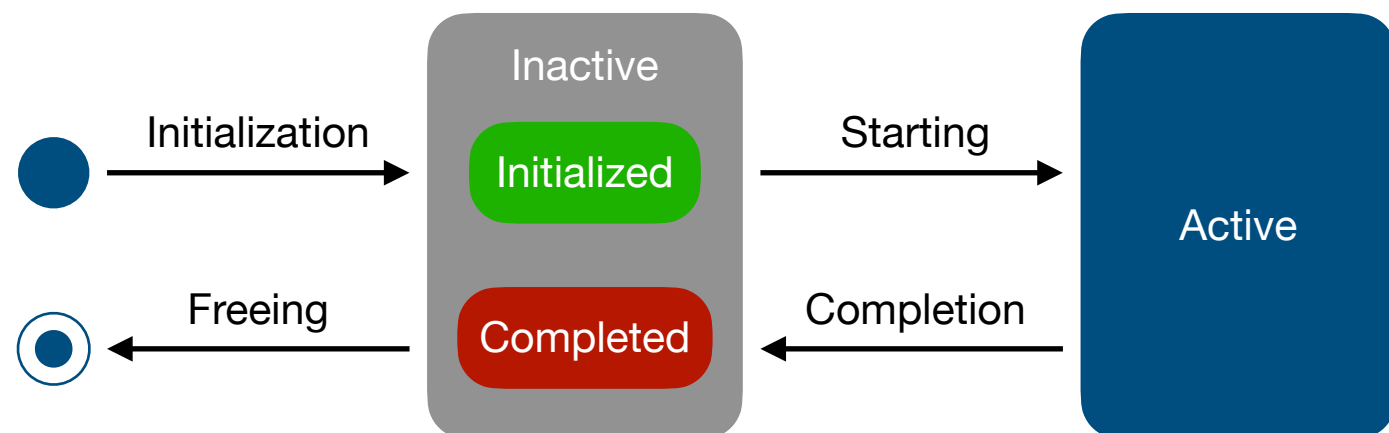 Inactive
Initialization
Initialized
Starting
Active
Freeing
Completed
Completion